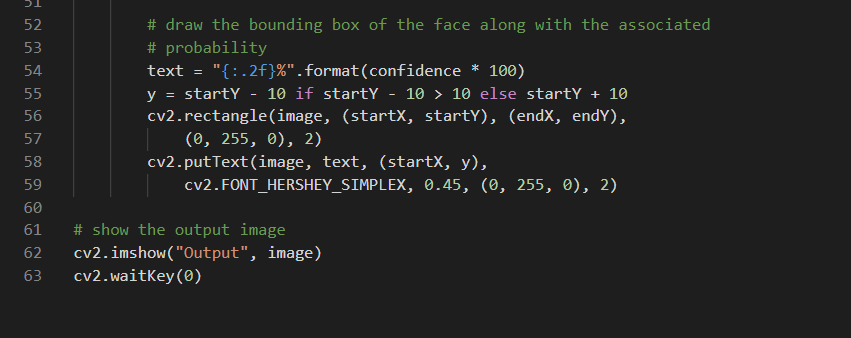 51
52 # draw the bounding box of the face along with the associated
53 # probability
54 text = "{:.2f}%".format(confidence * 100)
55 y = startY - 10 if startY - 10 > 10 else startY + 10
56 cv2.rectangle(image, (startX, startY), (endX, endY),
57 (0, 255, 0), 2)
58 cv2.putText(image, text, (startX, y),
59 cv2.FONT_HERSHEY_SIMPLEX, 0.45, (0, 255, 0), 2)
60
61 # show the output image
62 cv2.imshow("Output", image)
63 cv2.waitKey(0)